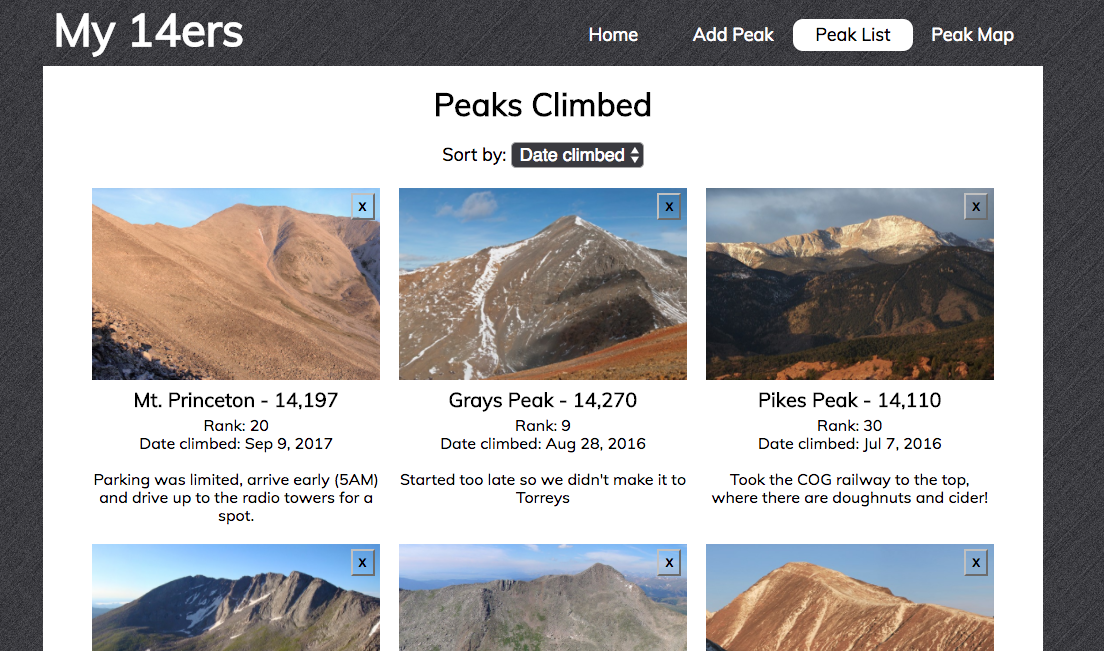 My 14ers
Home
Add Peak
Peak List
Peak Map
Peaks Climbed
Sort by: Date climbed
x
x
x
Mt. Princeton - 14,197
Rank: 20
Date climbed: Sep 9, 2017
Parking was limited, arrive early (5AM)
and drive up to the radio towers for a
spot.
Grays Peak - 14,270
Rank: 9
Date climbed: Aug 28, 2016
Started too late so we didn't make it to
Torreys
Pikes Peak - 14,110
Rank: 30
Date climbed: Jul 7, 2016
Took the COG railway to the top,
where there are doughnuts and cider!
x
x
x